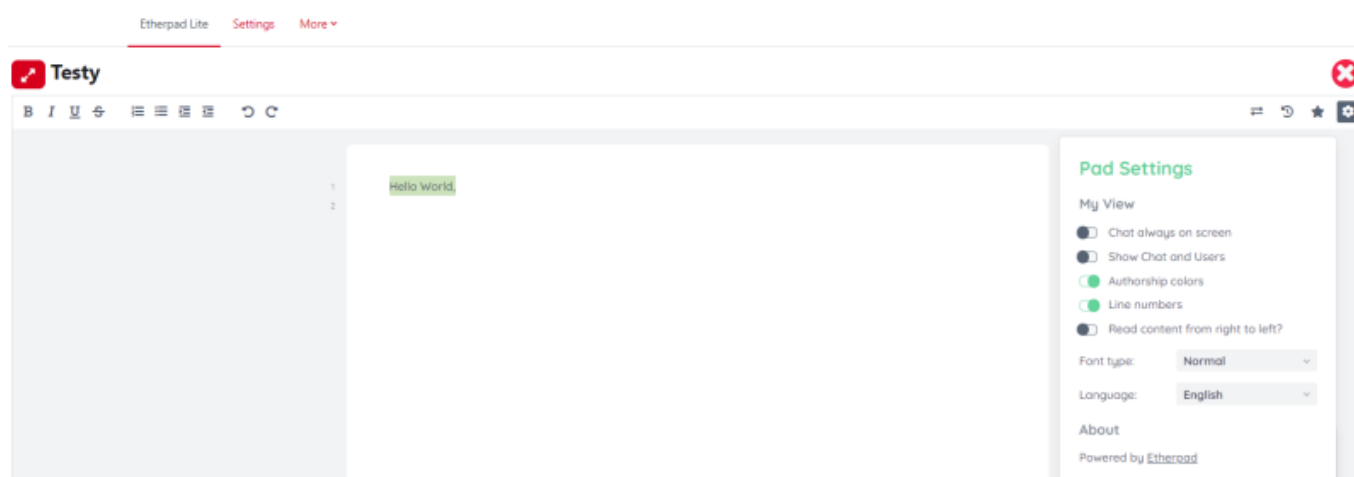 Etherpad Lite Settings More
Testy
B I U S
1 Hello World,
2
Pad Settings
My View
Chat always on screen
Show Chat and Users
Authorship colors
Line numbers
Read content from right to left?
Font type: Normal
Language: English
About
Powered by Etherpad